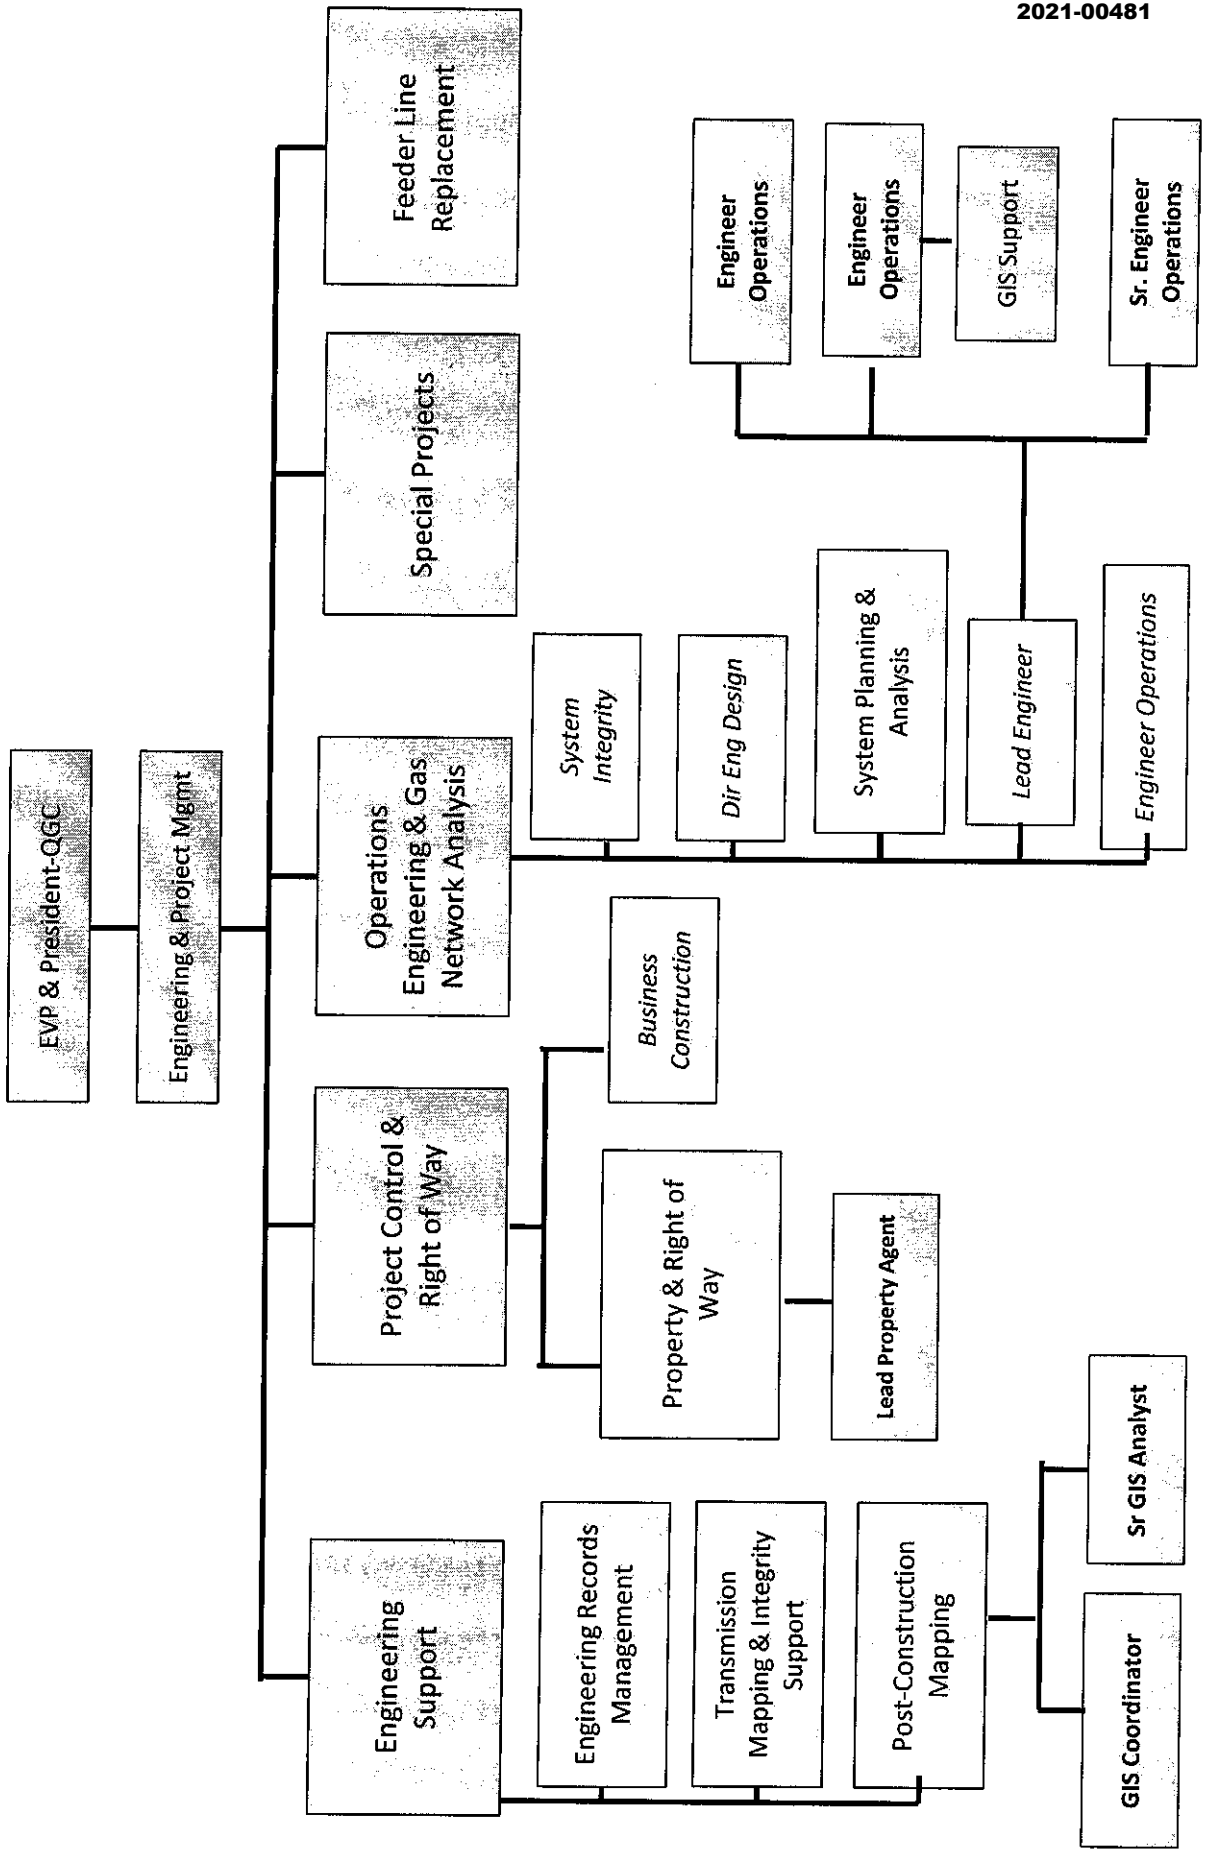 2021-00481
EVP & President-QGC
Engineering & Project Mgmt
Engineering
Support
Project Control &
Right of Way
Operations
Engineering & Gas
Network Analysis
Special Projects
Feeder Line
Replacement
Engineering Records
Management
Transmission
Mapping & Integrity
Support
Post-Construction
Mapping
GIS Coordinator
Sr GIS Analyst
Property & Right of
Way
Lead Property Agent
Business
Construction
System
Integrity
Dir Eng Design
System Planning &
Analysis
Lead Engineer
Engineer Operations
Engineer
Operations
Engineer
Operations
GIS Support
Sr. Engineer
Operations